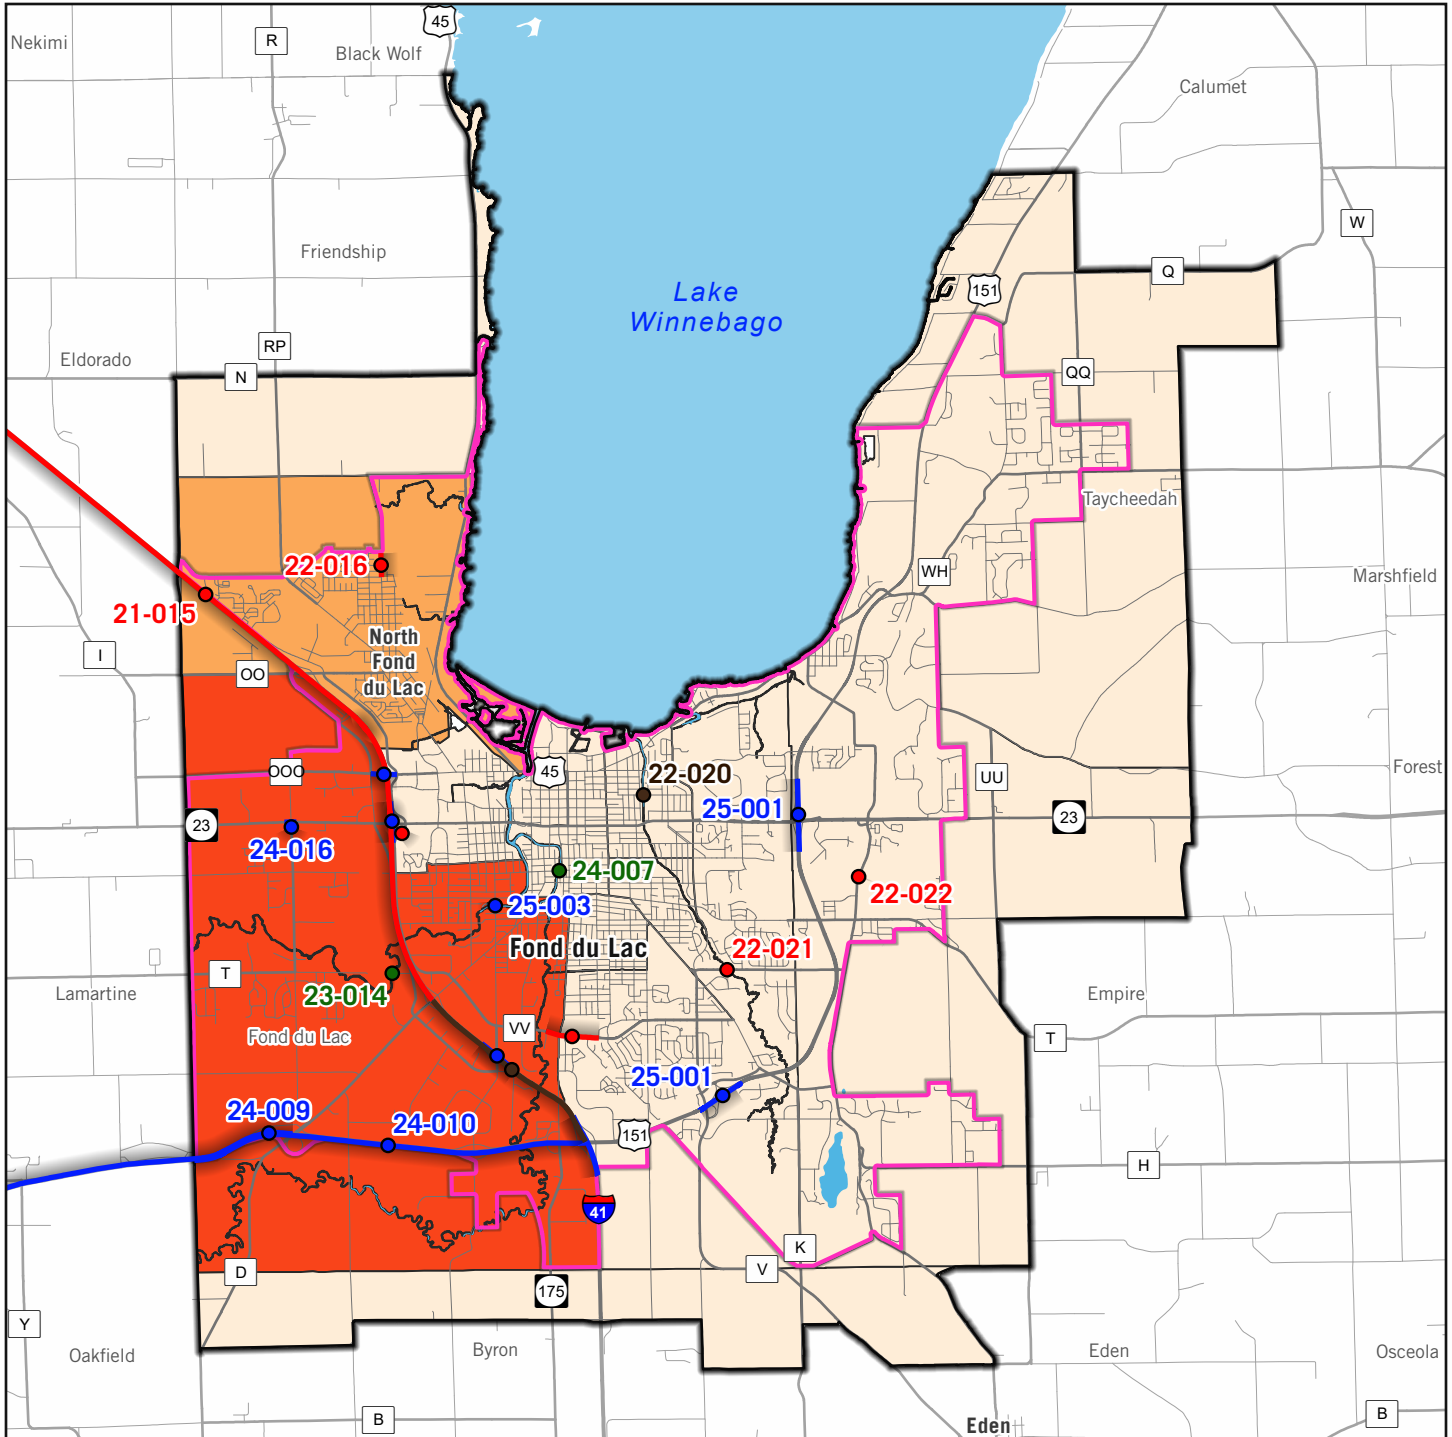 45
Nekimi
R
Black Wolf
Calumet
W
Friendship
Q
151
Lake
Winnebago
RP
Eldorado
N
QQ
Taycheedah
22-016
WH
Marshfield
21-015
North
Fond
du Lac
I
OO
OOO
45
22-020
UU
Forest
25-001
23
23
24-016
24-007
22-022
25-003
Fond du Lac
22-021
T
Lamartine
23-014
Empire
Fond du Lac
VV
T
25-001
24-009
24-010
151
H
41
K
D
V
175
Y
Oakfield
Byron
Eden
Osceola
B
Eden
B